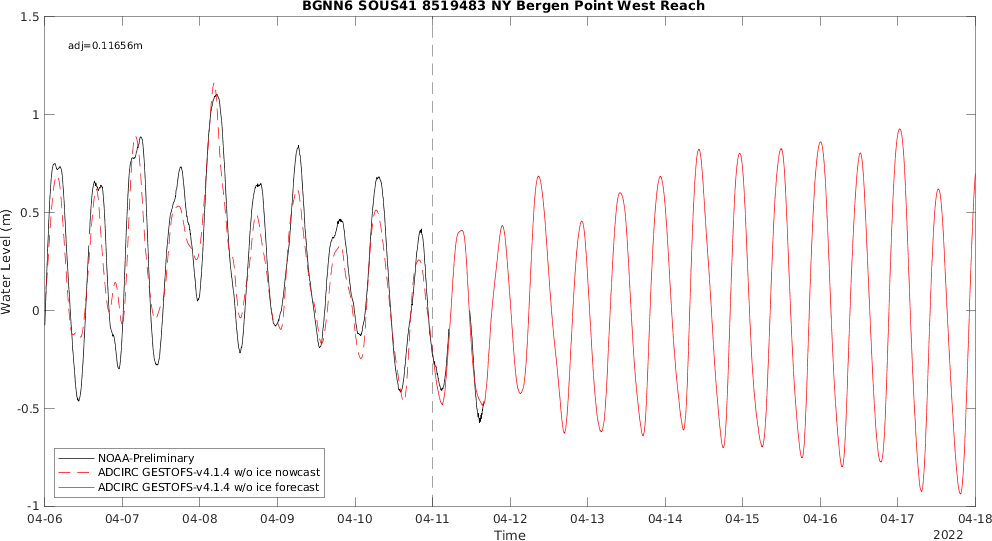 BGNN6 SOUS41 8519483 NY Bergen Point West Reach
adj=0.11656m
1.5
1
0.5
0
-0.5
-1
Water Level (m)
NOAA-Preliminary
ADCIRC GESTOFS-v4.1.4 w/o ice nowcast
ADCIRC GESTOFS-v4.1.4 w/o ice forecast
04-06 04-07 04-08 04-09 04-10 04-11 04-12 04-13 04-14 04-15 04-16 04-17 04-18
Time
2022